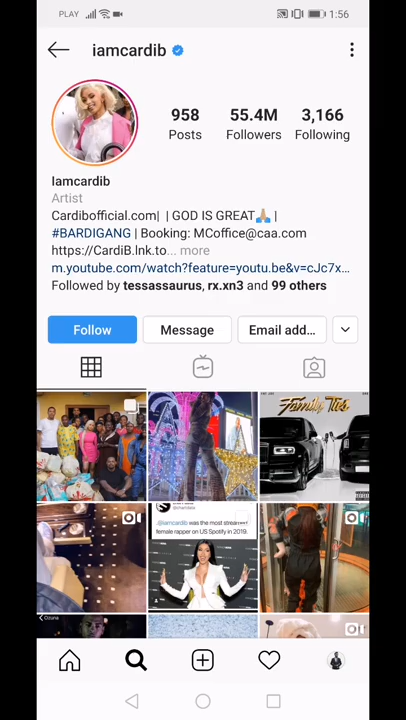 PLAY 1:56
iamcardib
958 55.4M 3,166
Posts Followers Following
Iamcardib
Artist
Cardibofficial.com| | GOD IS GREAT🙏🏼 |
#BARDIGANG | Booking: MCoffice@caa.com
https://CardiB.lnk.to... more
m.youtube.com/watch?feature=youtu.be&v=cJc7x...
Followed by tessassaurus, rx.xn3 and 99 others
Follow Message Email add...
Family Ties
.@iamcardib was the most stream
female rapper on US Spotify in 2019.
Ozuna